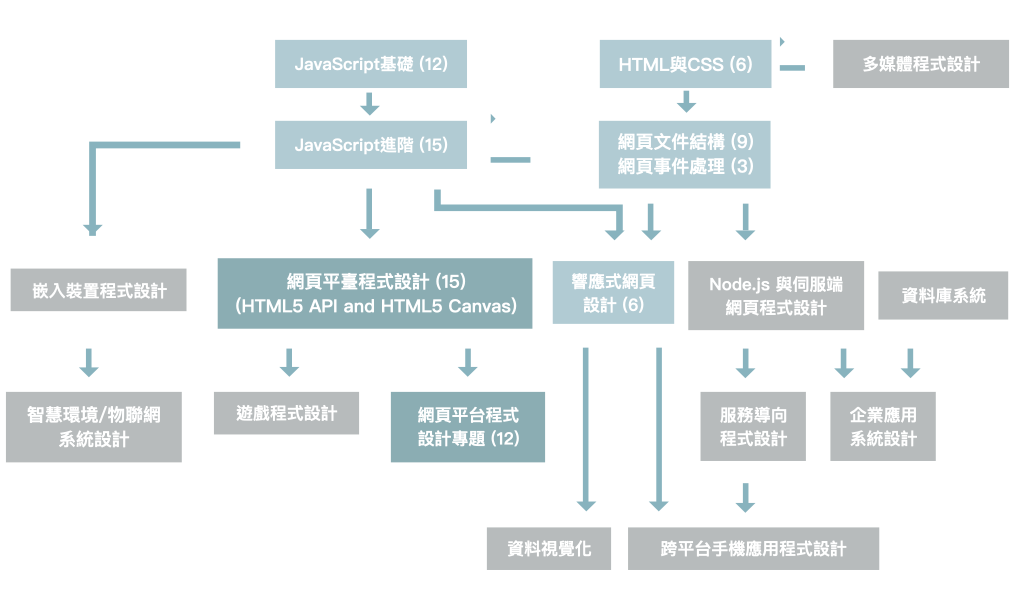 JavaScript基礎 (12)
HTML與CSS (6)
多媒體程式設計
JavaScript進階 (15)
網頁文件結構 (9)
網頁事件處理 (3)
嵌入裝置程式設計
網頁平臺程式設計 (15)
(HTML5 API and HTML5 Canvas)
響應式網頁
設計 (6)
Node.js 與伺服端
網頁程式設計
資料庫系統
智慧環境/物聯網
系統設計
遊戲程式設計
網頁平台程式
設計專題 (12)
服務導向
程式設計
企業應用
系統設計
資料視覺化
跨平台手機應用程式設計